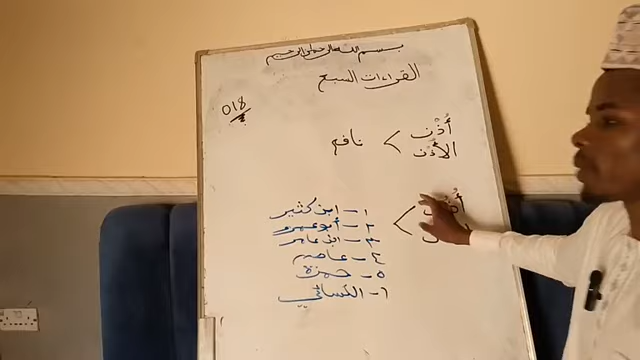 بسم الله الرحمن الرحيم
القراءات السبع
018
أُذْن
الأُذْن
نافع
١ - ابن كثير
٢ - أبو عمرو
٣ - ابن عامر
٤ - عاصم
٥ - حمزة
٦ - الكسائي